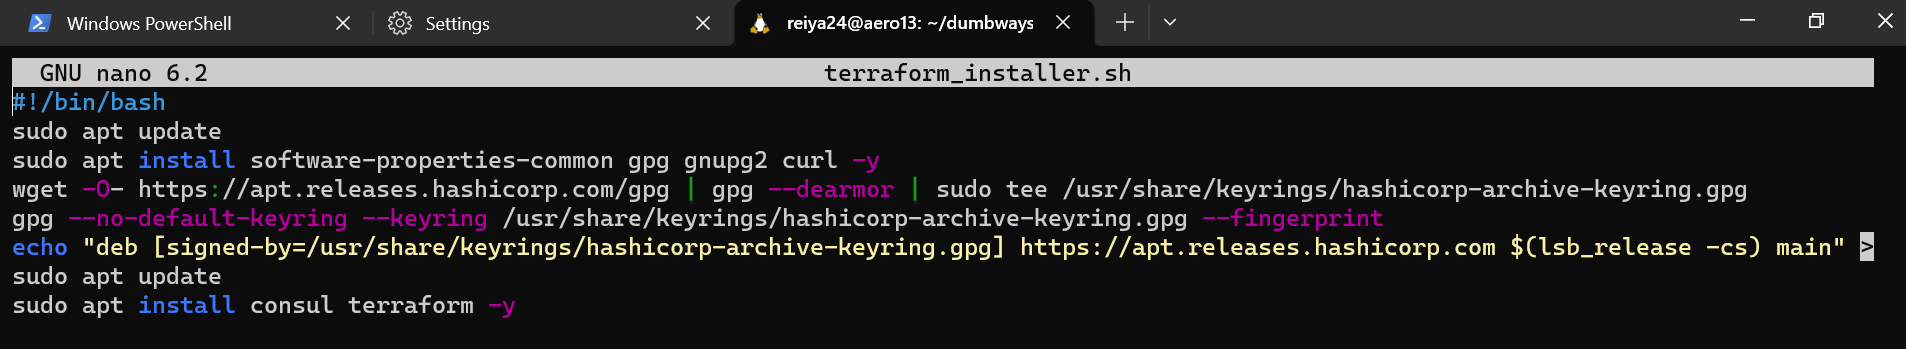 Windows PowerShell
Settings
reiya24@aero13: ~/dumbways
GNU nano 6.2 terraform_installer.sh
#!/bin/bash
sudo apt update
sudo apt install software-properties-common gpg gnupg2 curl -y
wget -O- https://apt.releases.hashicorp.com/gpg | gpg --dearmor | sudo tee /usr/share/keyrings/hashicorp-archive-keyring.gpg
gpg --no-default-keyring --keyring /usr/share/keyrings/hashicorp-archive-keyring.gpg --fingerprint
echo "deb [signed-by=/usr/share/keyrings/hashicorp-archive-keyring.gpg] https://apt.releases.hashicorp.com $(lsb_release -cs) main" >
sudo apt update
sudo apt install consul terraform -y